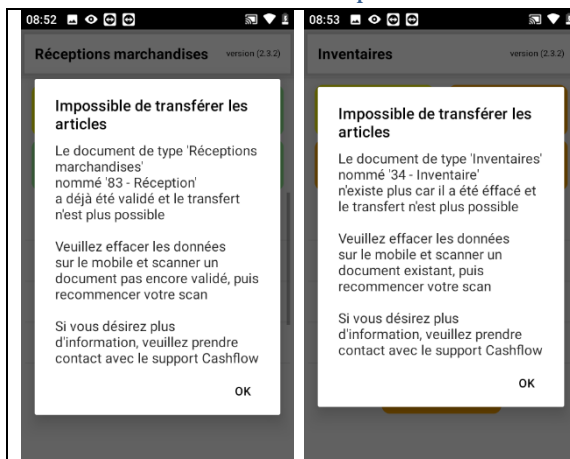 08:52
Réceptions marchandises version (2.3.2)
Impossible de transférer les
articles
Le document de type 'Réceptions
marchandises'
nommé '83 - Réception'
a déjà été validé et le transfert
n'est plus possible
Veuillez effacer les données
sur le mobile et scanner un
document pas encore validé, puis
recommencer votre scan
Si vous désirez plus
d'information, veuillez prendre
contact avec le support Cashflow
OK
08:53
Inventaires version (2.3.2)
Impossible de transférer les
articles
Le document de type 'Inventaires'
nommé '34 - Inventaire'
n'existe plus car il a été éffacé et
le transfert n'est plus possible
Veuillez effacer les données
sur le mobile et scanner un
document existant, puis
recommencer votre scan
Si vous désirez plus
d'information, veuillez prendre
contact avec le support Cashflow
OK